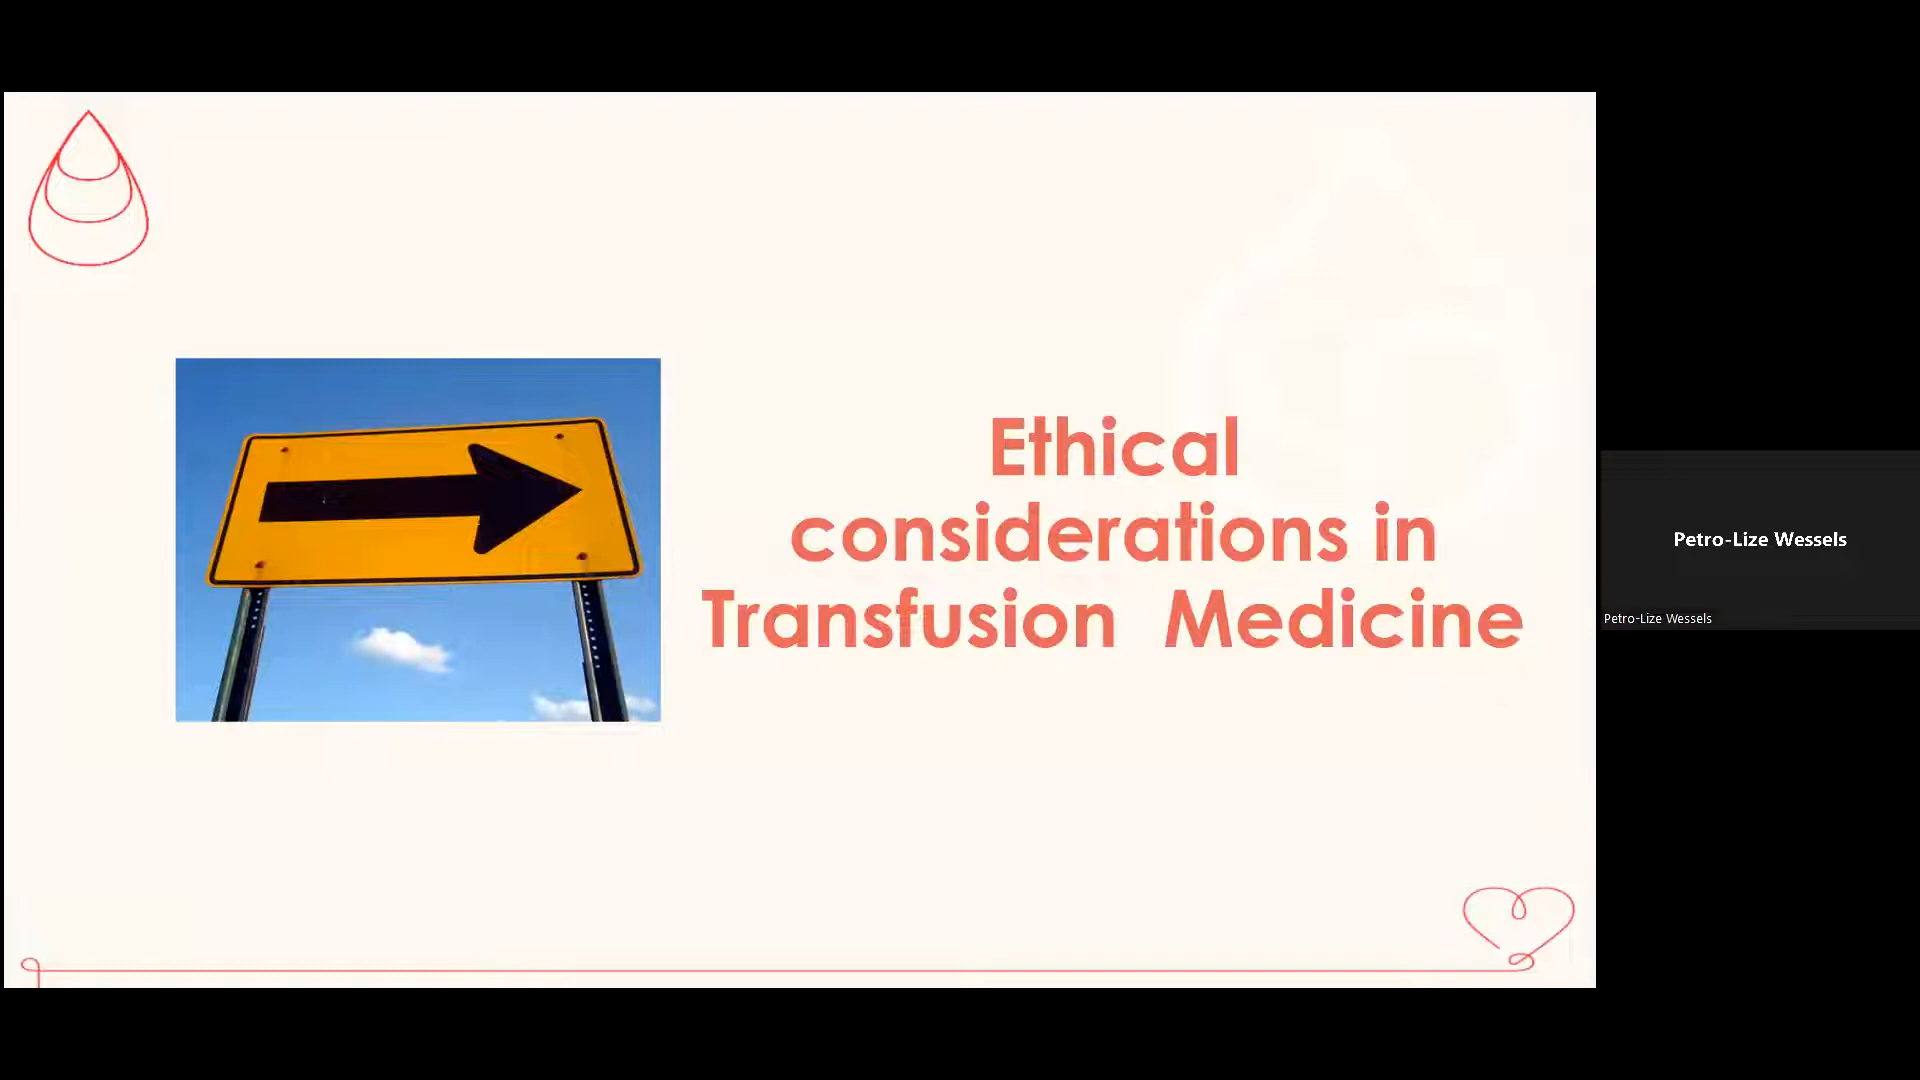 Ethical
considerations in
Transfusion  Medicine
Petro-Lize Wessels
Petro-Lize Wessels